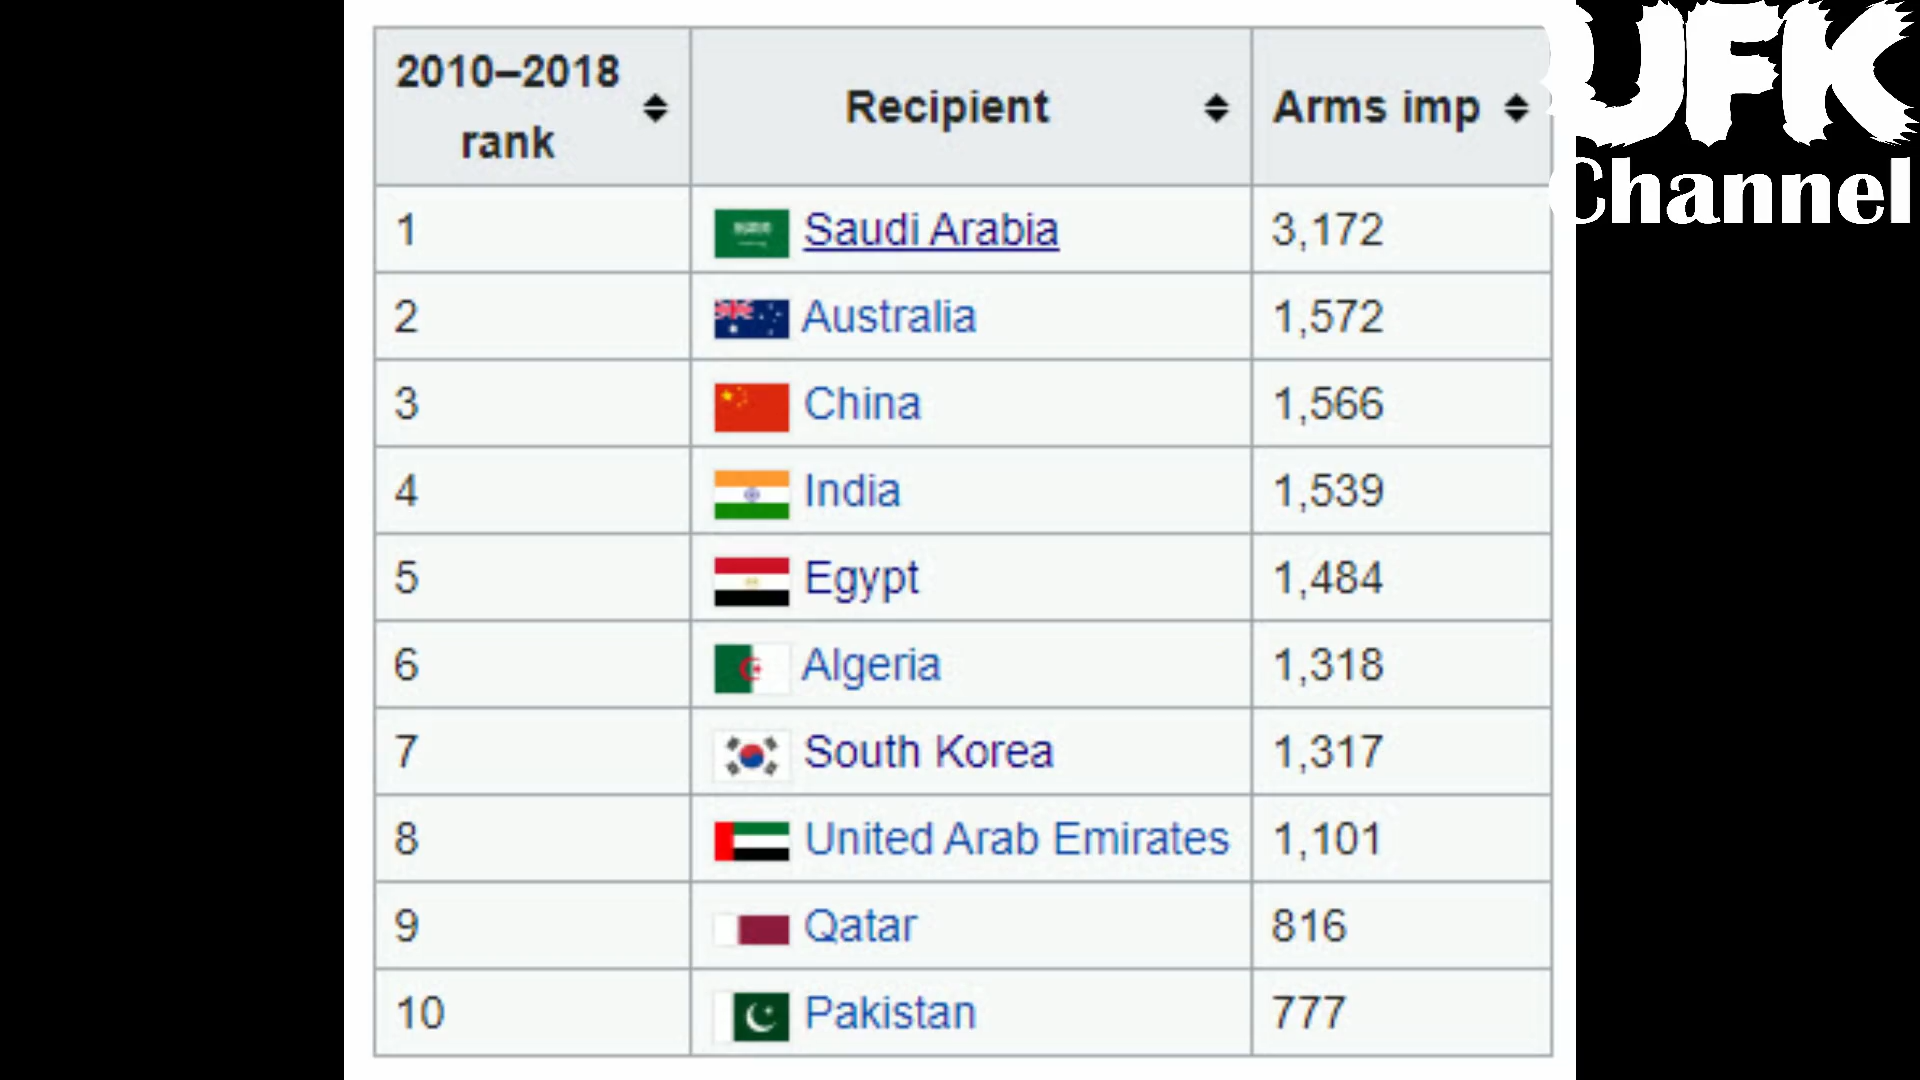 2010–2018 rank Recipient Arms imp
1 Saudi Arabia 3,172
2 Australia 1,572
3 China 1,566
4 India 1,539
5 Egypt 1,484
6 Algeria 1,318
7 South Korea 1,317
8 United Arab Emirates 1,101
9 Qatar 816
10 Pakistan 777
UFK
Channel